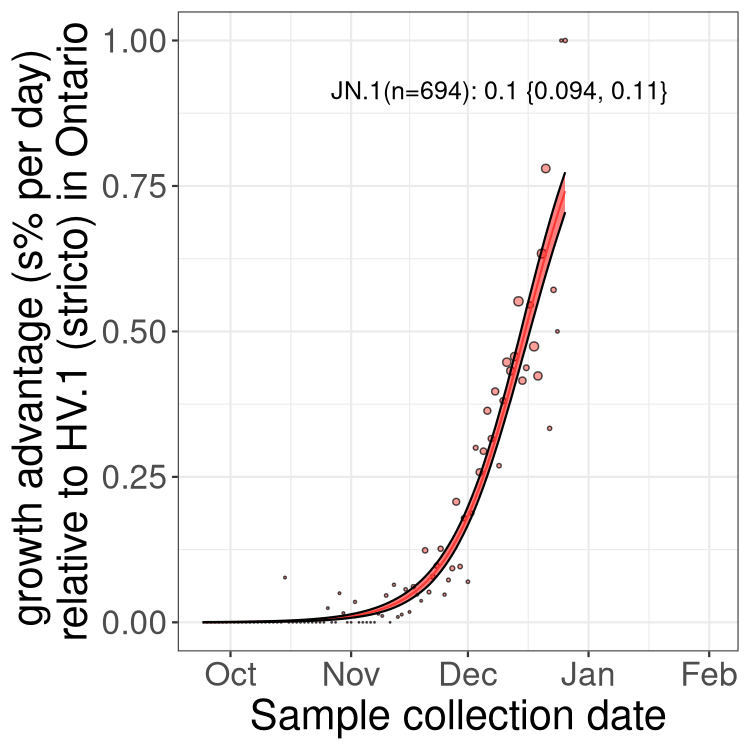 growth advantage (s% per day)
relative to HV.1 (stricto) in Ontario
1.00
0.75
0.50
0.25
0.00
JN.1(n=694): 0.1 {0.094, 0.11}
Oct Nov Dec Jan Feb
Sample collection date